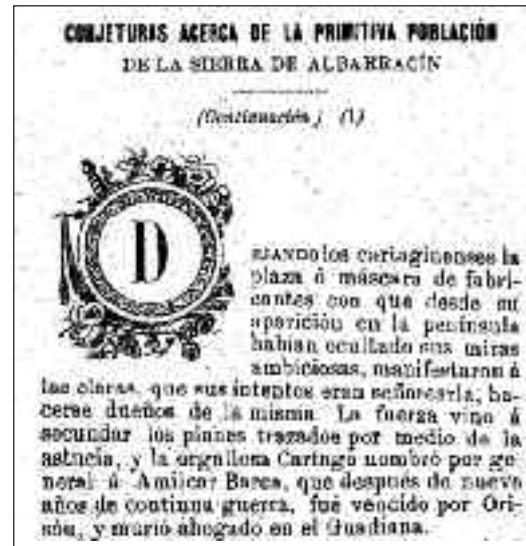 CONJETURAS ACERCA DE LA PRIMITIVA POBLACIÓN
DE LA SIERRA DE ALBARRACÍN
(Continuación) (1)
D
EJANDO los cartaginenses la
plaza á máscara de fabri-
cantes con que desde su
aparición en la península
habían ocultado sus miras
ambiciosas, manifestaron á
las claras, que sus intentos eran señorearla, ha-
cerse dueños de la misma. La fuerza vino á
secundar los planes trazados por medio de la
astucia, y la orgullosa Cartago nombró por ge-
neral á Amilcar Barca, que después de nueve
años de continua guerra, fué vencido por Ori-
són, y murió ahogado en el Guadiana.